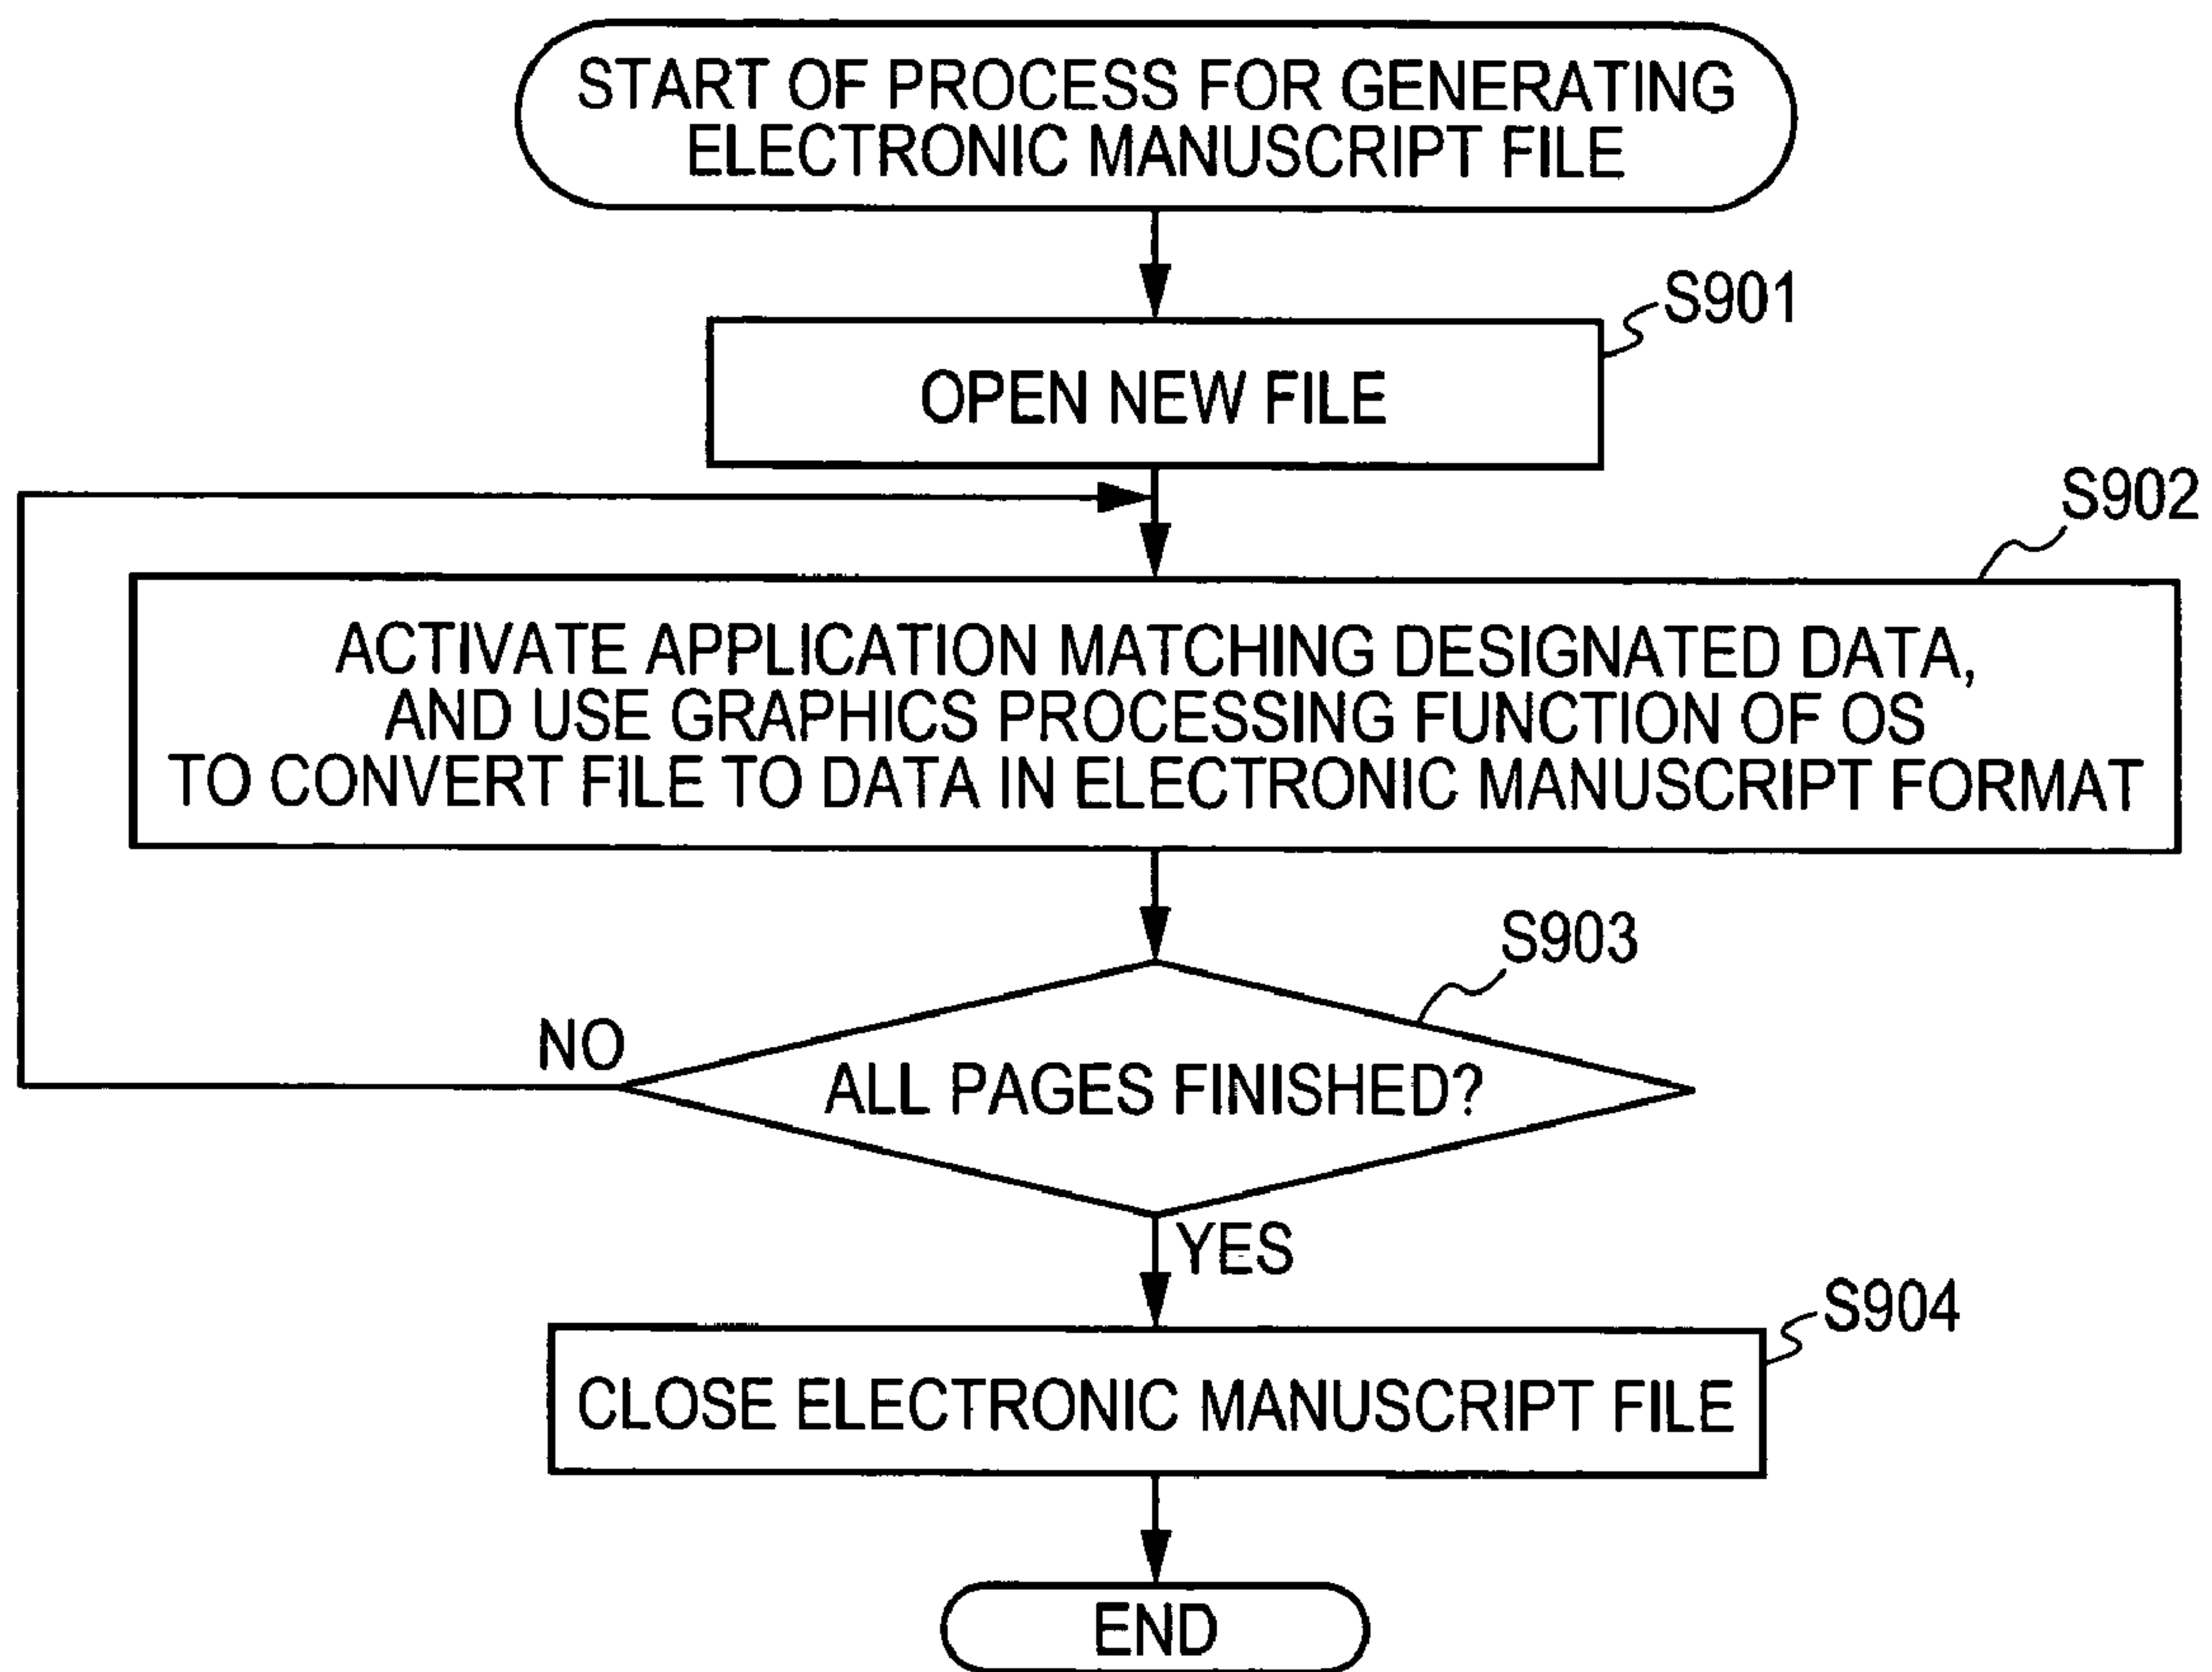 START OF PROCESS FOR GENERATING
ELECTRONIC MANUSCRIPT FILE
S901
OPEN NEW FILE
S902
ACTIVATE APPLICATION MATCHING DESIGNATED DATA,
AND USE GRAPHICS PROCESSING FUNCTION OF OS
TO CONVERT FILE TO DATA IN ELECTRONIC MANUSCRIPT FORMAT
S903
NO
ALL PAGES FINISHED?
YES
S904
CLOSE ELECTRONIC MANUSCRIPT FILE
END